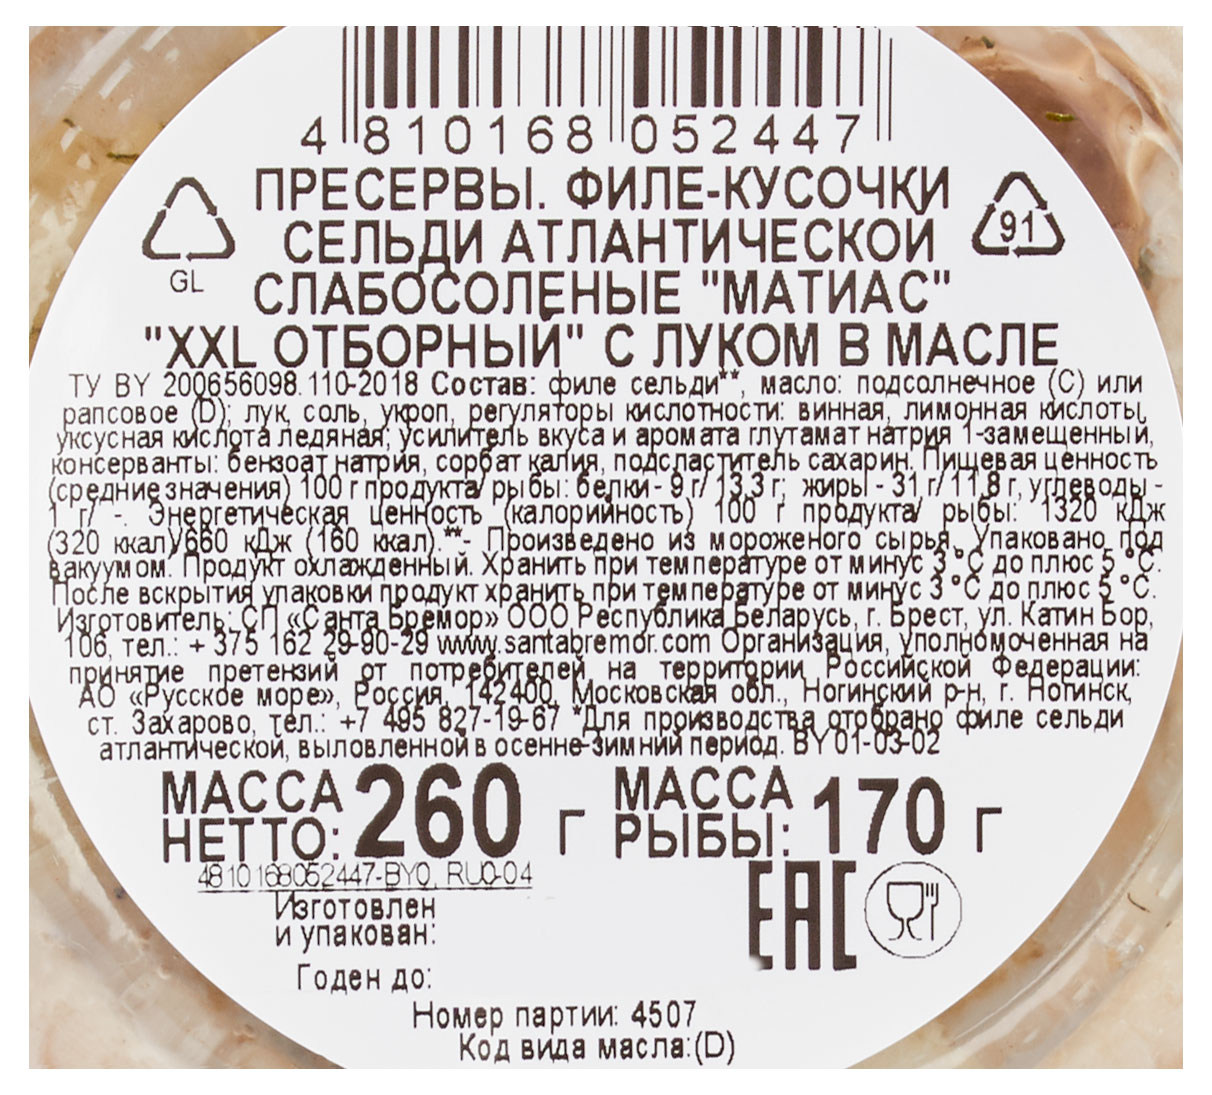 4 810168 052447
ПРЕСЕРВЫ. ФИЛЕ-КУСОЧКИ
СЕЛЬДИ АТЛАНТИЧЕСКОЙ
СЛАБОСОЛЕНЫЕ "МАТИАС"
"XXL ОТБОРНЫЙ" С ЛУКОМ В МАСЛЕ
GL
91
ТУ BY 200656098.110-2018 Состав: филе сельди**, масло: подсолнечное (C) или
рапсовое (D); лук, соль, укроп, регуляторы кислотности: винная, лимонная кислоты,
уксусная кислота ледяная; усилитель вкуса и аромата глутамат натрия 1-замещенный,
консерванты: бензоат натрия, сорбат калия, подсластитель сахарин. Пищевая ценность
(средние значения) 100 г продукта/ рыбы: белки - 9 г/ 13,3 г; жиры - 31 г/ 11,8 г, углеводы -
1 г/ -. Энергетическая ценность (калорийность) 100 г продукта/ рыбы: 1320 кДж
(320 ккал)/660 кДж (160 ккал).**- Произведено из мороженого сырья. Упаковано под
вакуумом. Продукт охлажденный. Хранить при температуре от минус 3 °C до плюс 5 °C.
После вскрытия упаковки продукт хранить при температуре от минус 3 °C до плюс 5 °C.
Изготовитель: СП «Санта Бремор» ООО Республика Беларусь, г. Брест, ул. Катин Бор,
106, тел.: + 375 162 29-90-29 www.santabremor.com Организация, уполномоченная на
принятие претензий от потребителей на территории Российской Федерации:
АО «Русское море», Россия, 142400, Московская обл., Ногинский р-н, г. Ногинск,
ст. Захарово, тел.: +7 495 827-19-67 *Для производства отобрано филе сельди
атлантической, выловленной в осенне-зимний период. BY 01-03-02
МАССА НЕТТО: 260 г МАССА РЫБЫ: 170 г
4810168052447-BY0, RU0-04
EAC
Изготовлен
и упакован:
Годен до:
Номер партии: 4507
Код вида масла:(D)